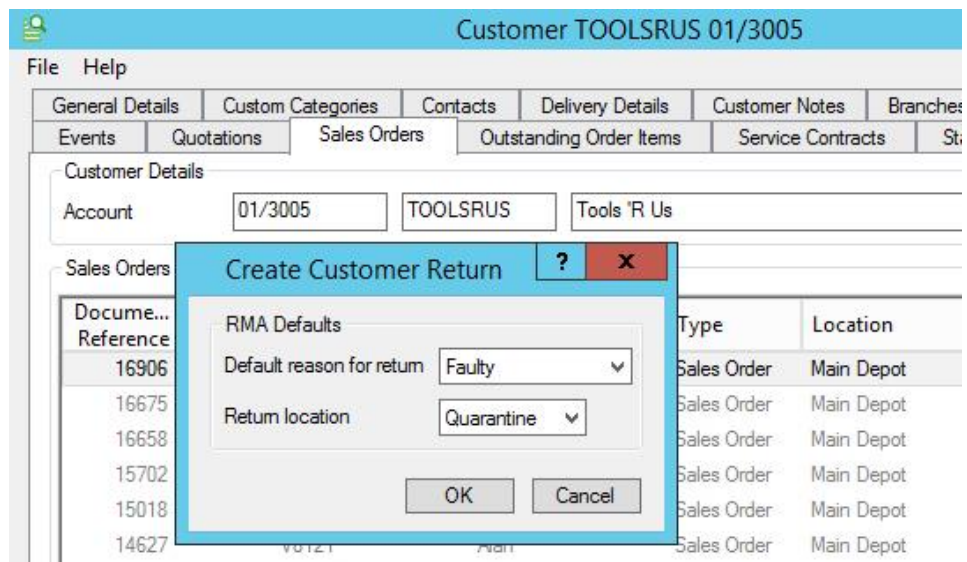 Customer TOOLSRUS 01/3005
File Help
General Details Custom Categories Contacts Delivery Details Customer Notes Branches
Events Quotations Sales Orders Outstanding Order Items Service Contracts
Customer Details
Account 01/3005 TOOLSRUS Tools 'R Us
Sales Orders
Create Customer Return ? x
RMA Defaults
Default reason for return Faulty
Return location Quarantine
OK Cancel
Docume... Reference Type Location
16906 Sales Order Main Depot
16675 Sales Order Main Depot
16658 Sales Order Main Depot
15702 Sales Order Main Depot
15018 Sales Order Main Depot
14627 Sales Order Main Depot